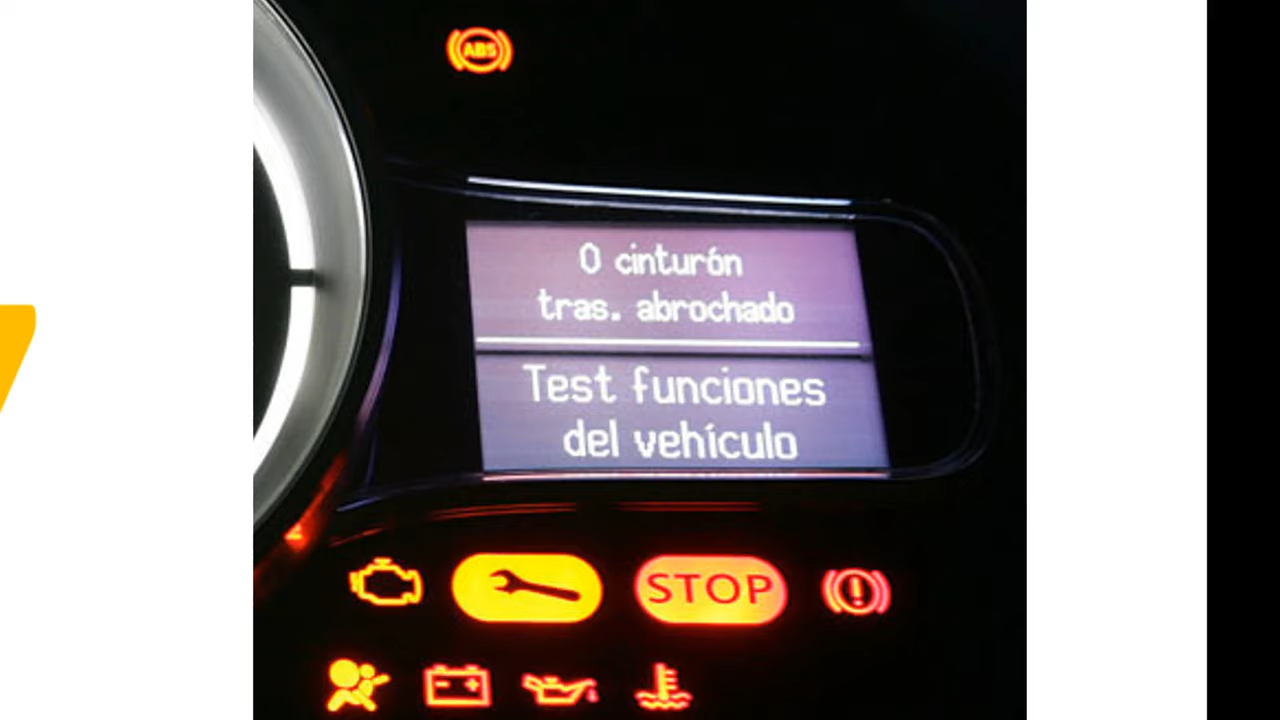 ABS
0 cinturón
tras. abrochado
Test funciones
del vehículo
STOP